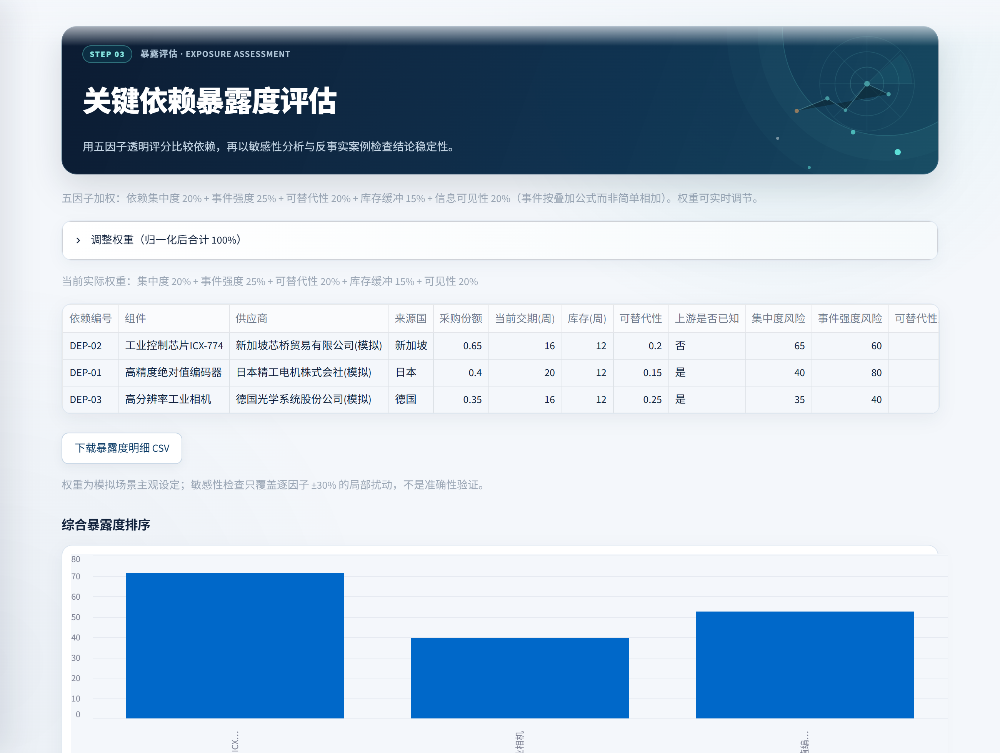 STEP 03 暴露评估 · EXPOSURE ASSESSMENT
关键依赖暴露度评估
用五因子透明评分比较依赖，再以敏感性分析与反事实案例检查结论稳定性。
五因子加权：依赖集中度 20% + 事件强度 25% + 可替代性 20% + 库存缓冲 15% + 信息可见性 20%（事件按叠加公式而非简单相加）。权重可实时调节。
调整权重（归一化后合计 100%）
当前实际权重：集中度 20% + 事件强度 25% + 可替代性 20% + 库存缓冲 15% + 可见性 20%
依赖编号 组件 供应商 来源国 采购份额 当前交期(周) 库存(周) 可替代性 上游是否已知 集中度风险 事件强度风险 可替代性
DEP-02 工业控制芯片ICX-774 新加坡芯桥贸易有限公司(模拟) 新加坡 0.65 16 12 0.2 否 65 60
DEP-01 高精度绝对值编码器 日本精工电机株式会社(模拟) 日本 0.4 20 12 0.15 是 40 80
DEP-03 高分辨率工业相机 德国光学系统股份公司(模拟) 德国 0.35 16 12 0.25 是 35 40
下载暴露度明细 CSV
权重为模拟场景主观设定；敏感性检查只覆盖逐因子 ±30% 的局部扰动，不是准确性验证。
综合暴露度排序
80
70
60
50
40
30
20
10
0
ICX… 相机 值编…